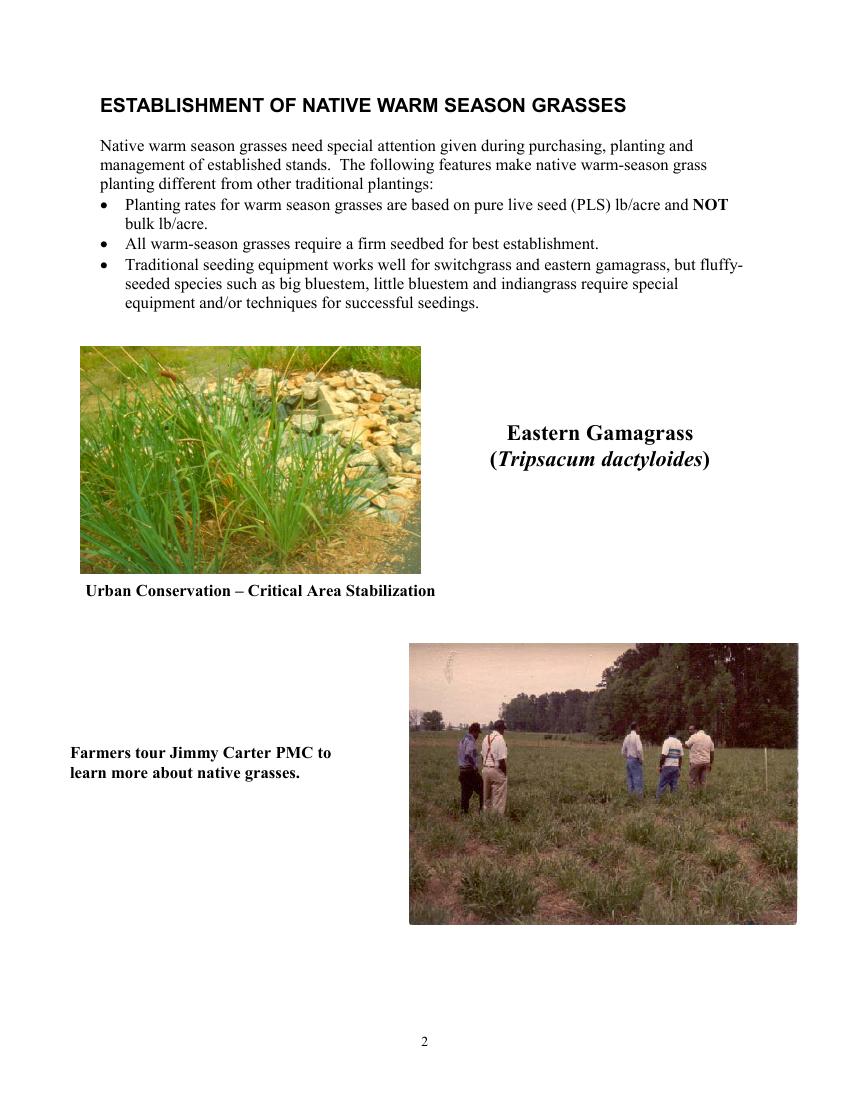 ESTABLISHMENT OF NATIVE WARM SEASON GRASSES
Native warm season grasses need special attention given during purchasing, planting and
management of established stands.  The following features make native warm-season grass
planting different from other traditional plantings:
• Planting rates for warm season grasses are based on pure live seed (PLS) lb/acre and NOT
bulk lb/acre.
• All warm-season grasses require a firm seedbed for best establishment.
• Traditional seeding equipment works well for switchgrass and eastern gamagrass, but fluffy-
seeded species such as big bluestem, little bluestem and indiangrass require special
equipment and/or techniques for successful seedings.
Eastern Gamagrass
(Tripsacum dactyloides)
Urban Conservation – Critical Area Stabilization
Farmers tour Jimmy Carter PMC to
learn more about native grasses.
2